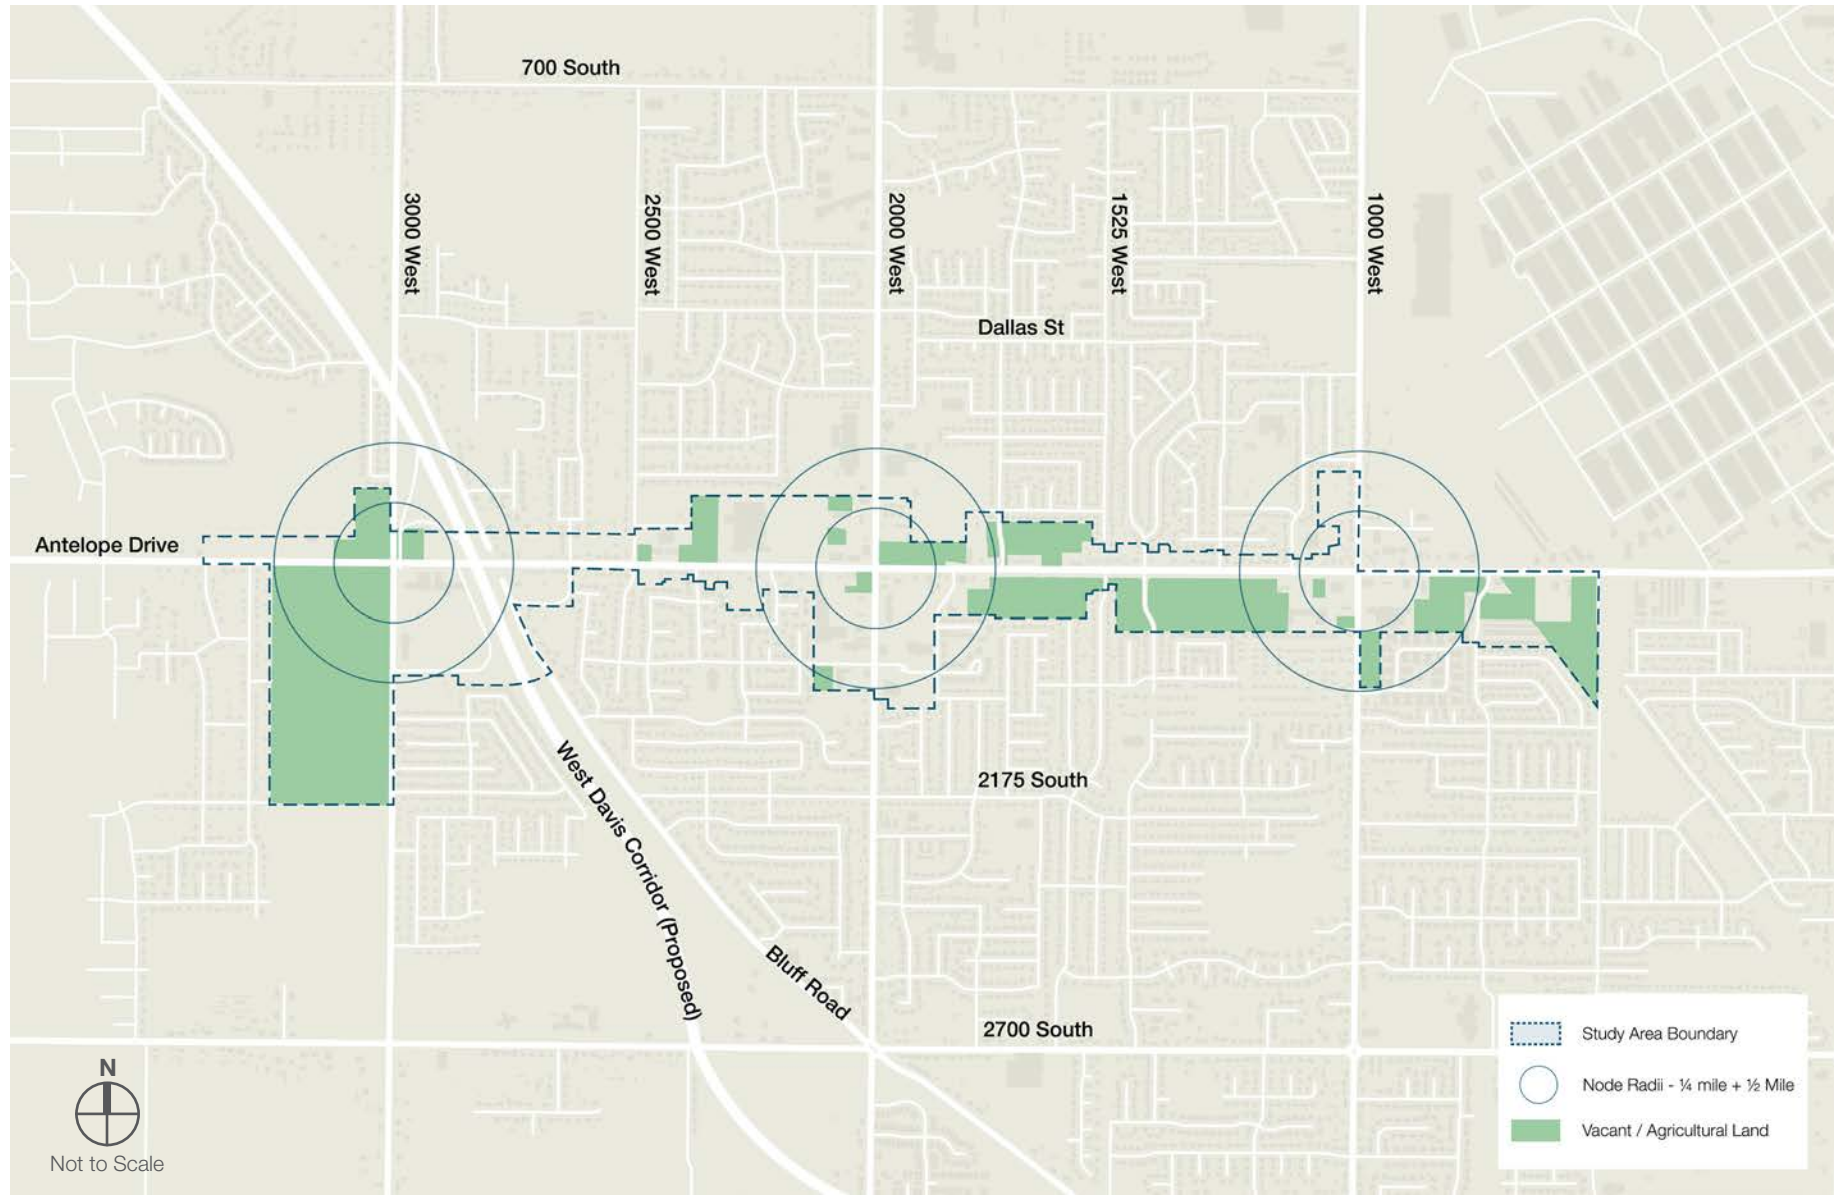 700 South
3000 West
2500 West
2000 West
1525 West
1000 West
Dallas St
Antelope Drive
2175 South
West Davis Corridor (Proposed)
Bluff Road
2700 South
N
Not to Scale
Study Area Boundary
Node Radii - ¼ mile + ½ Mile
Vacant / Agricultural Land